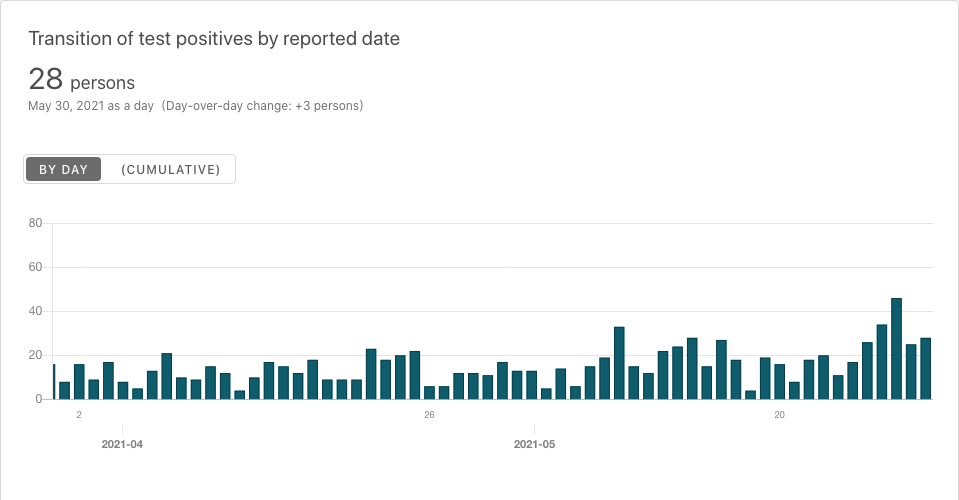 Transition of test positives by reported date
28 persons
May 30, 2021 as a day (Day-over-day change: +3 persons)
BY DAY (CUMULATIVE)
80
60
40
20
0
2 26 20
2021-04 2021-05